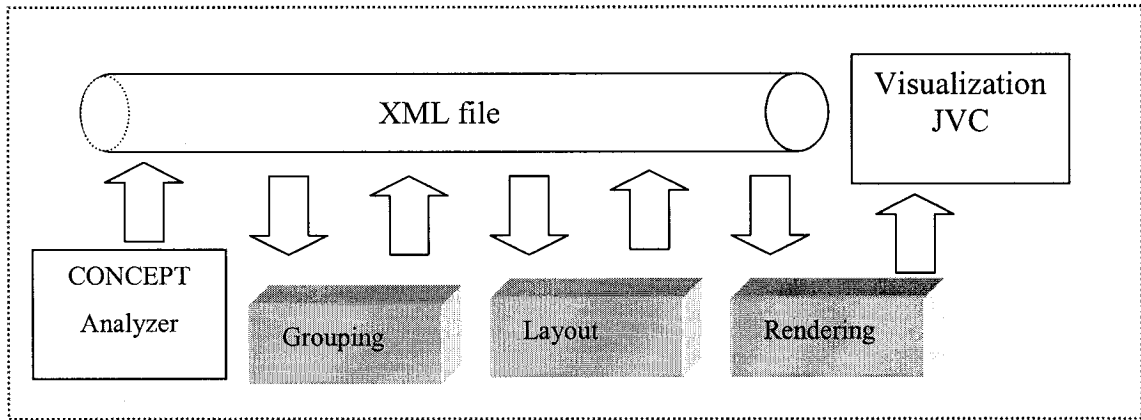 XML file
Visualization
JVC
CONCEPT
Analyzer
Grouping
Layout
Rendering